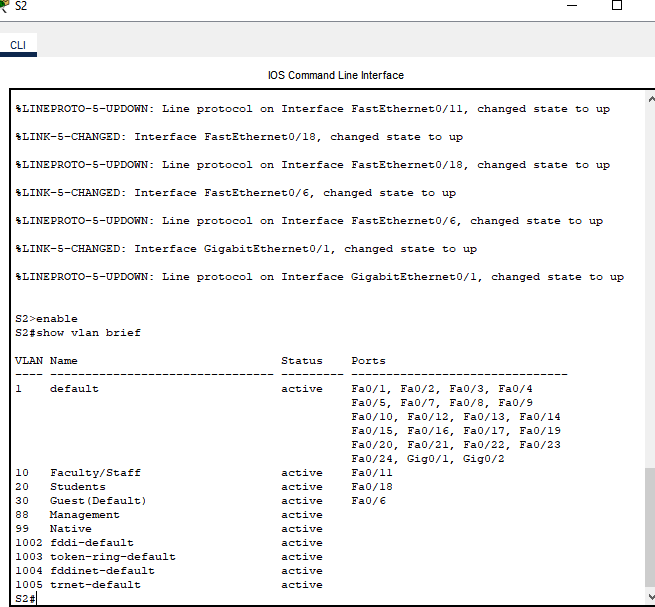 S2
CLI
IOS Command Line Interface
%LINEPROTO-5-UPDOWN: Line protocol on Interface FastEthernet0/11, changed state to up
%LINK-5-CHANGED: Interface FastEthernet0/18, changed state to up
%LINEPROTO-5-UPDOWN: Line protocol on Interface FastEthernet0/18, changed state to up
%LINK-5-CHANGED: Interface FastEthernet0/6, changed state to up
%LINEPROTO-5-UPDOWN: Line protocol on Interface FastEthernet0/6, changed state to up
%LINK-5-CHANGED: Interface GigabitEthernet0/1, changed state to up
%LINEPROTO-5-UPDOWN: Line protocol on Interface GigabitEthernet0/1, changed state to up
S2>enable
S2#show vlan brief
VLAN Name                             Status    Ports
---- -------------------------------- --------- -------------------------------
1    default                          active    Fa0/1, Fa0/2, Fa0/3, Fa0/4
                                                Fa0/5, Fa0/7, Fa0/8, Fa0/9
                                                Fa0/10, Fa0/12, Fa0/13, Fa0/14
                                                Fa0/15, Fa0/16, Fa0/17, Fa0/19
                                                Fa0/20, Fa0/21, Fa0/22, Fa0/23
                                                Fa0/24, Gig0/1, Gig0/2
10   Faculty/Staff                    active    Fa0/11
20   Students                         active    Fa0/18
30   Guest(Default)                   active    Fa0/6
88   Management                       active
99   Native                           active
1002 fddi-default                     active
1003 token-ring-default               active
1004 fddinet-default                  active
1005 trnet-default                    active
S2#